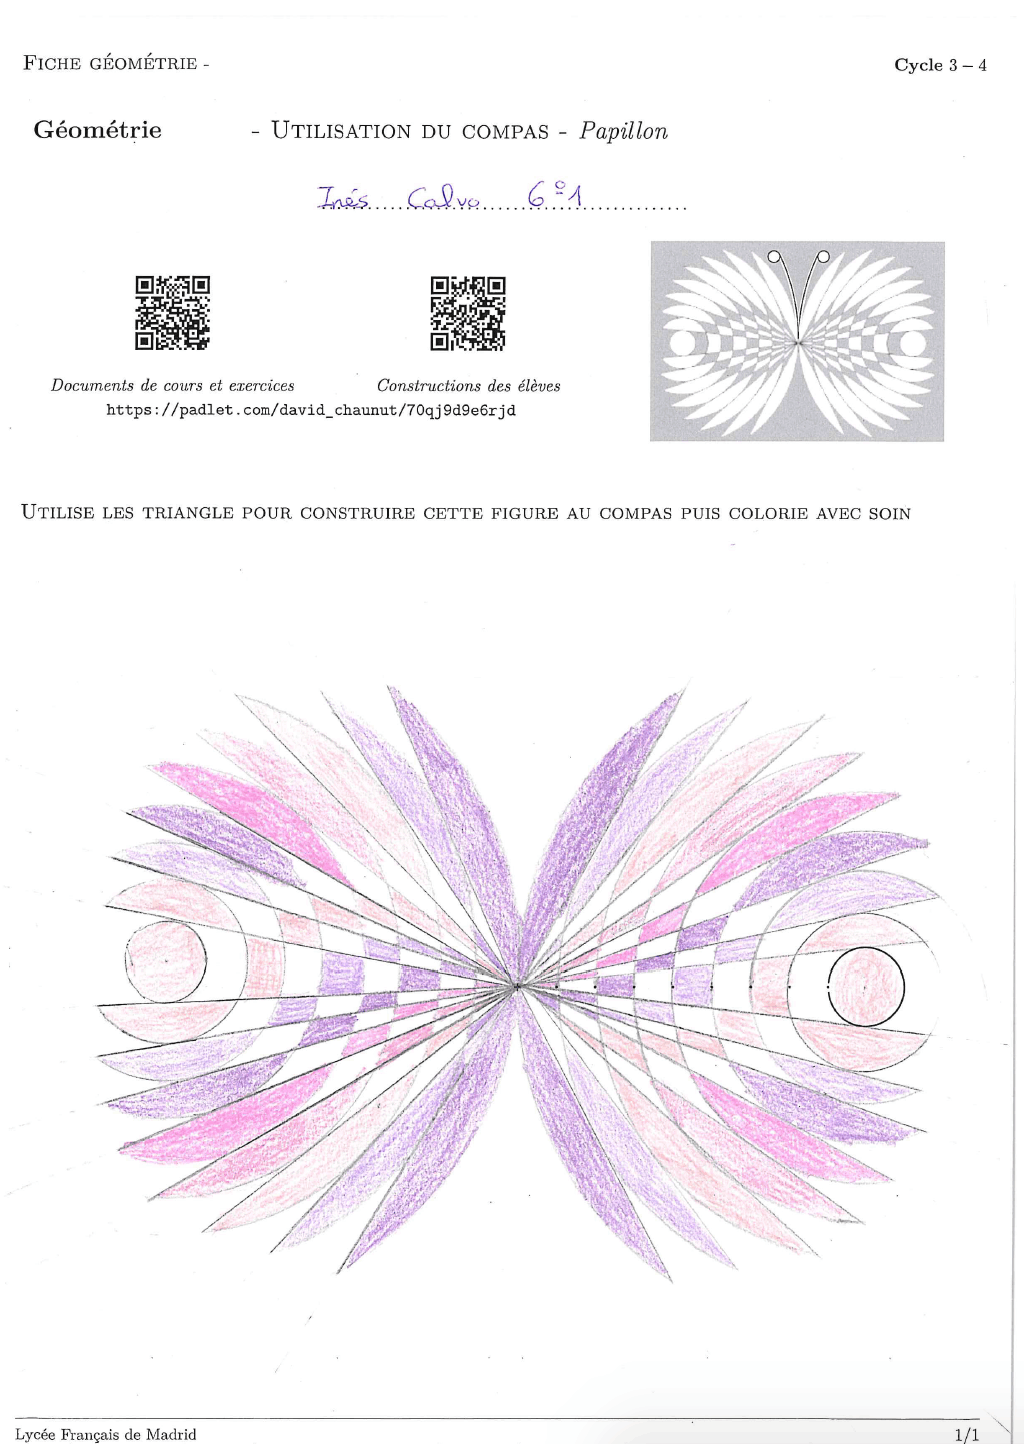 FICHE GÉOMÉTRIE -
Cycle 3 – 4
Géométrie - UTILISATION DU COMPAS - Papillon
Inés Calvo 6º1
Documents de cours et exercices
Constructions des élèves
https://padlet.com/david_chaunut/70qj9d9e6rjd
UTILISE LES TRIANGLE POUR CONSTRUIRE CETTE FIGURE AU COMPAS PUIS COLORIE AVEC SOIN
Lycée Français de Madrid
1/1